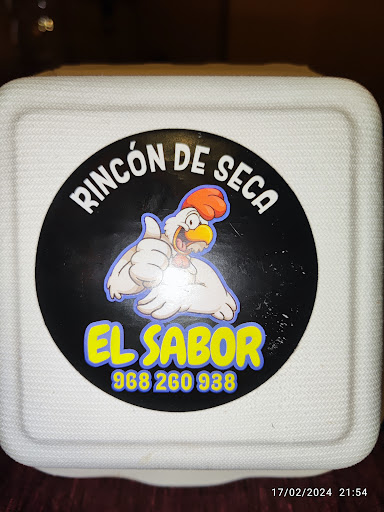 RINCÓN DE SECA
EL SABOR
968 260 938
17/02/2024 21:54